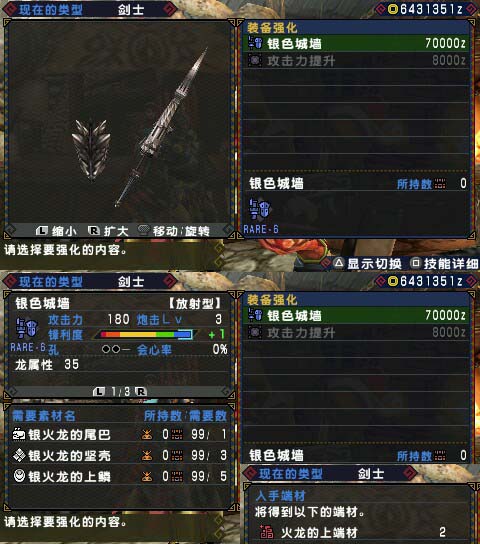 现在的类型 剑士
6431351z
装备强化
银色城墙 70000z
攻击力提升 8000z
银色城墙 所持数 0
RARE-6
L 缩小 R 扩大 移动/旋转
请选择要强化的内容。
△显示切换 □技能详细
现在的类型 剑士
6431351z
银色城墙 【放射型】
攻击力 180 炮击Lv 3
锋利度 +1
RARE-6 孔 ○○— 会心率 0%
龙属性 35
L 1/3 R
装备强化
银色城墙 70000z
攻击力提升 8000z
需要素材名 所持数/需要数
银火龙的尾巴 0 99/ 1
银火龙的坚壳 0 99/ 3
银火龙的上鳞 0 99/ 5
请选择要强化的内容。
银色城墙 所持数 0
现在的类型 剑士
入手端材
将得到以下的端材。
火龙的上端材 2